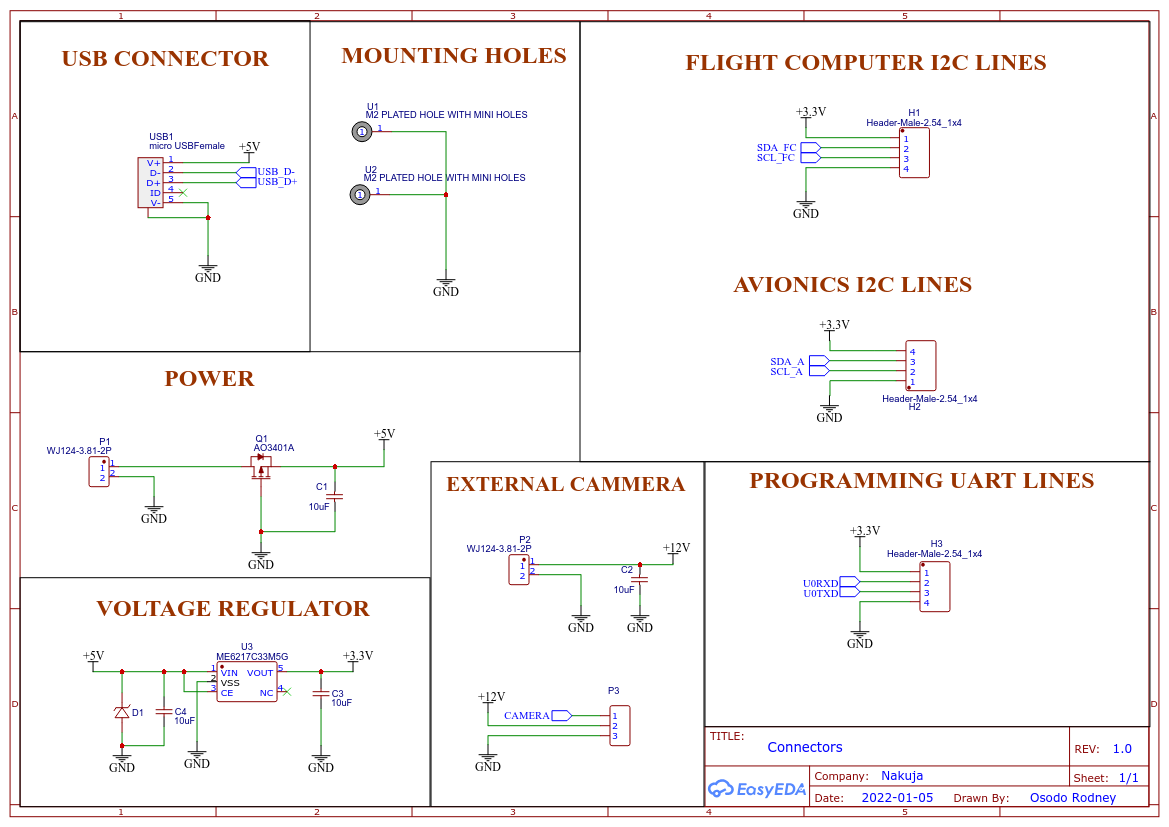 1 2 3 4 5
A
B
C
D
A
B
C
D
USB CONNECTOR
USB1
micro USBFemale
+5V
V+ 1
D- 2
D+ 3
ID 4
V- 5
USB_D-
USB_D+
GND
MOUNTING HOLES
U1
M2 PLATED HOLE WITH MINI HOLES
1 1
U2
M2 PLATED HOLE WITH MINI HOLES
1 1
GND
FLIGHT COMPUTER I2C LINES
+3.3V
H1
Header-Male-2.54_1x4
SDA_FC
SCL_FC
1
2
3
4
GND
AVIONICS I2C LINES
+3.3V
SDA_A
SCL_A
4
3
2
1
Header-Male-2.54_1x4
H2
GND
POWER
P1
WJ124-3.81-2P
1 1
2 2
GND
Q1
AO3401A
+5V
C1
10uF
GND
EXTERNAL CAMMERA
P2
WJ124-3.81-2P
1 1
2 2
+12V
C2
10uF
GND
GND
+12V
P3
CAMERA
1
2
3
GND
PROGRAMMING UART LINES
+3.3V
H3
Header-Male-2.54_1x4
U0RXD
U0TXD
1
2
3
4
GND
VOLTAGE REGULATOR
+5V
U3
ME6217C33M5G
+3.3V
1 VIN VOUT 5
2 VSS
3 CE NC 4
D1
C4
10uF
C3
10uF
GND
GND
GND
TITLE:
Connectors
REV: 1.0
EasyEDA
Company: Nakuja
Sheet: 1/1
Date: 2022-01-05 Drawn By: Osodo Rodney
1 2 3 4 5